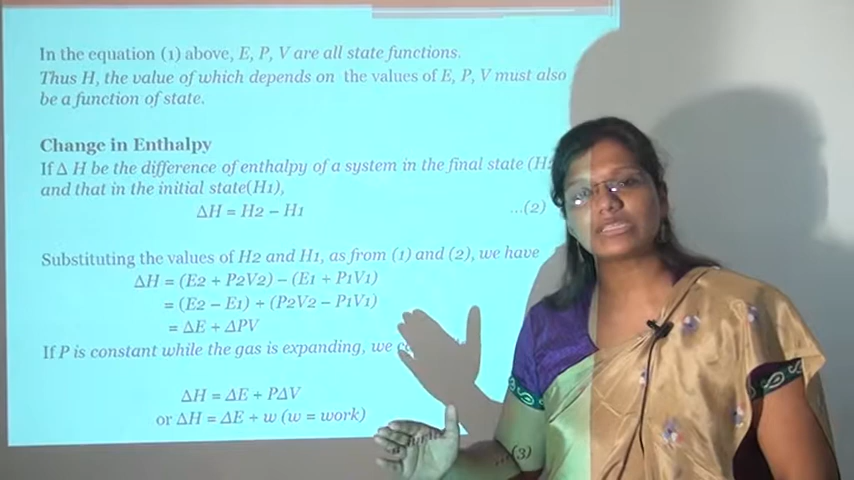 In the equation (1) above, E, P, V are all state functions.
Thus H, the value of which depends on the values of E, P, V must also
be a function of state.
Change in Enthalpy
If Δ H be the difference of enthalpy of a system in the final state (H2
and that in the initial state(H1),
ΔH = H2 – H1 ...(2)
Substituting the values of H2 and H1, as from (1) and (2), we have
ΔH = (E2 + P2V2) – (E1 + P1V1)
= (E2 – E1) + (P2V2 – P1V1)
= ΔE + ΔPV
If P is constant while the gas is expanding, we
ΔH = ΔE + PΔV
or ΔH = ΔE + w (w = work) ...(3)